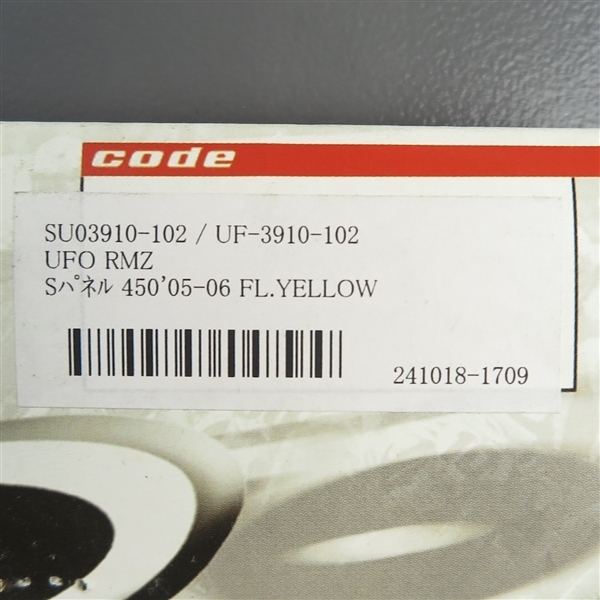 code
SU03910-102 / UF-3910-102
UFO RMZ
Sﾊﾟﾈﾙ 450'05-06 FL.YELLOW
241018-1709